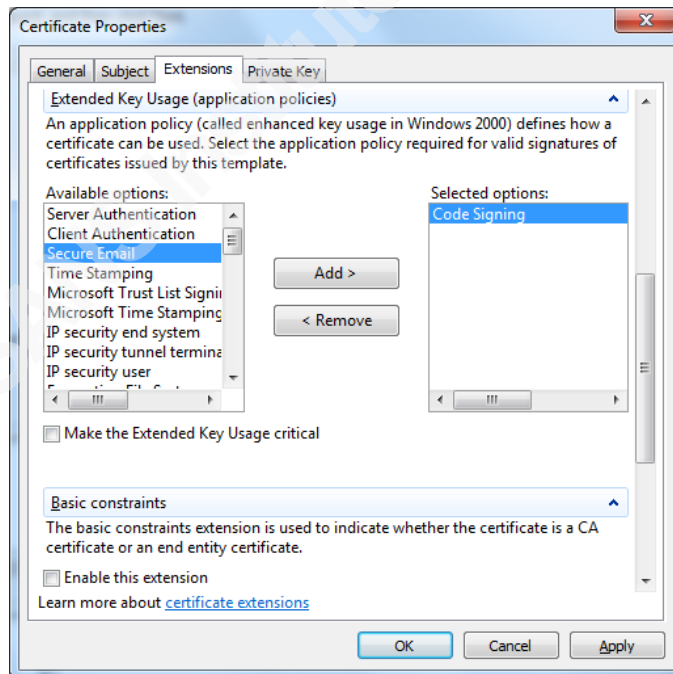 Certificate Properties
General Subject Extensions Private Key
Extended Key Usage (application policies)
An application policy (called enhanced key usage in Windows 2000) defines how a
certificate can be used. Select the application policy required for valid signatures of
certificates issued by this template.
Available options: Selected options:
Server Authentication Code Signing
Client Authentication
Secure Email
Time Stamping Add >
Microsoft Trust List Signi
Microsoft Time Stamping < Remove
IP security end system
IP security tunnel termina
IP security user
Make the Extended Key Usage critical
Basic constraints
The basic constraints extension is used to indicate whether the certificate is a CA
certificate or an end entity certificate.
Enable this extension
Learn more about certificate extensions
OK Cancel Apply